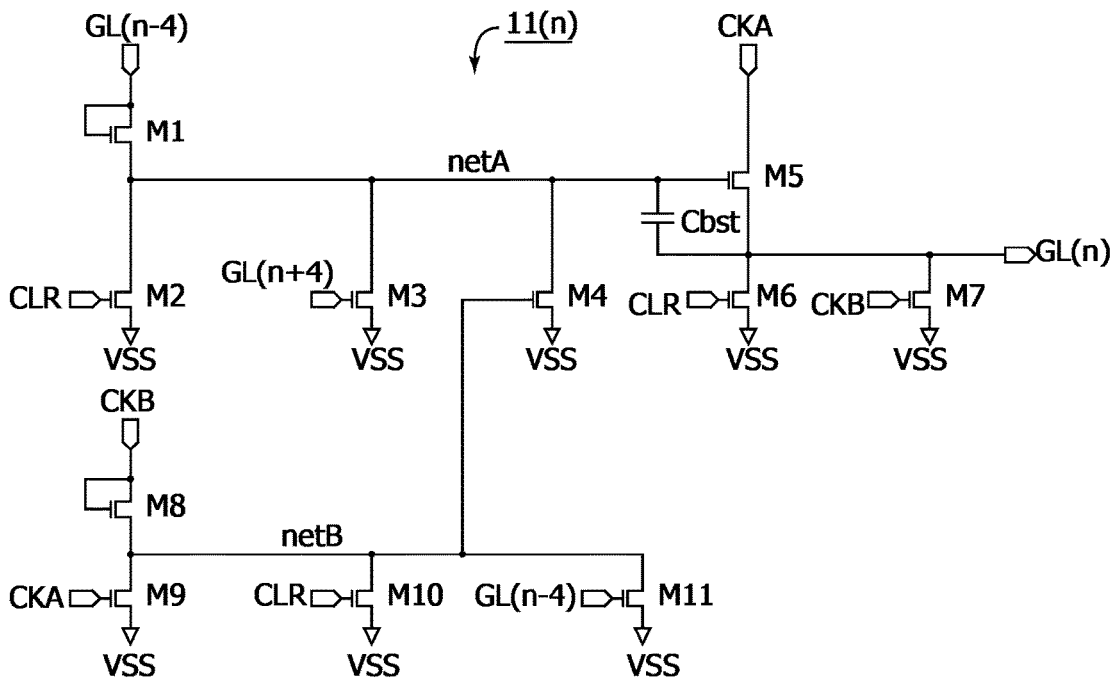 GL(n-4)
11(n)
CKA
M1
netA
M5
Cbst
GL(n)
GL(n+4)
CLR
M2
M3
M4
CLR
M6
CKB
M7
VSS
VSS
VSS
VSS
VSS
CKB
M8
netB
CKA
M9
CLR
M10
GL(n-4)
M11
VSS
VSS
VSS